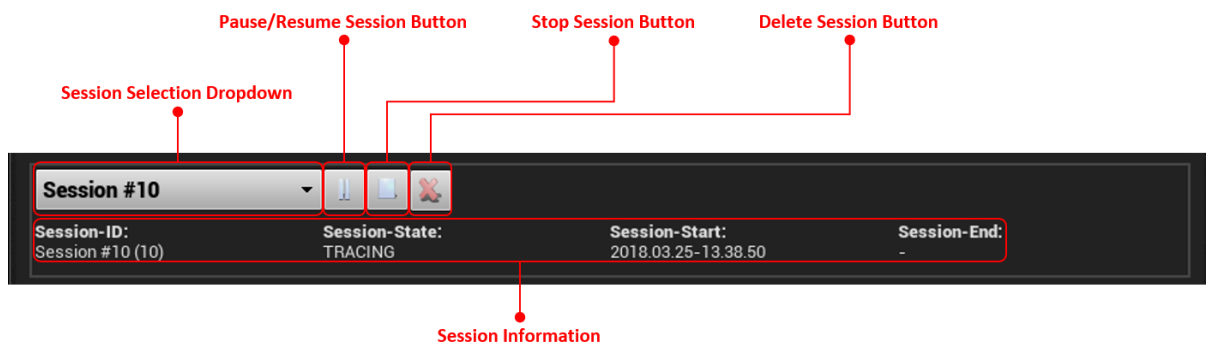 Pause/Resume Session Button
Stop Session Button
Delete Session Button
Session Selection Dropdown
Session #10
Session-ID:
Session-State:
Session-Start:
Session-End:
Session #10 (10)
TRACING
2018.03.25-13.38.50
-
Session Information